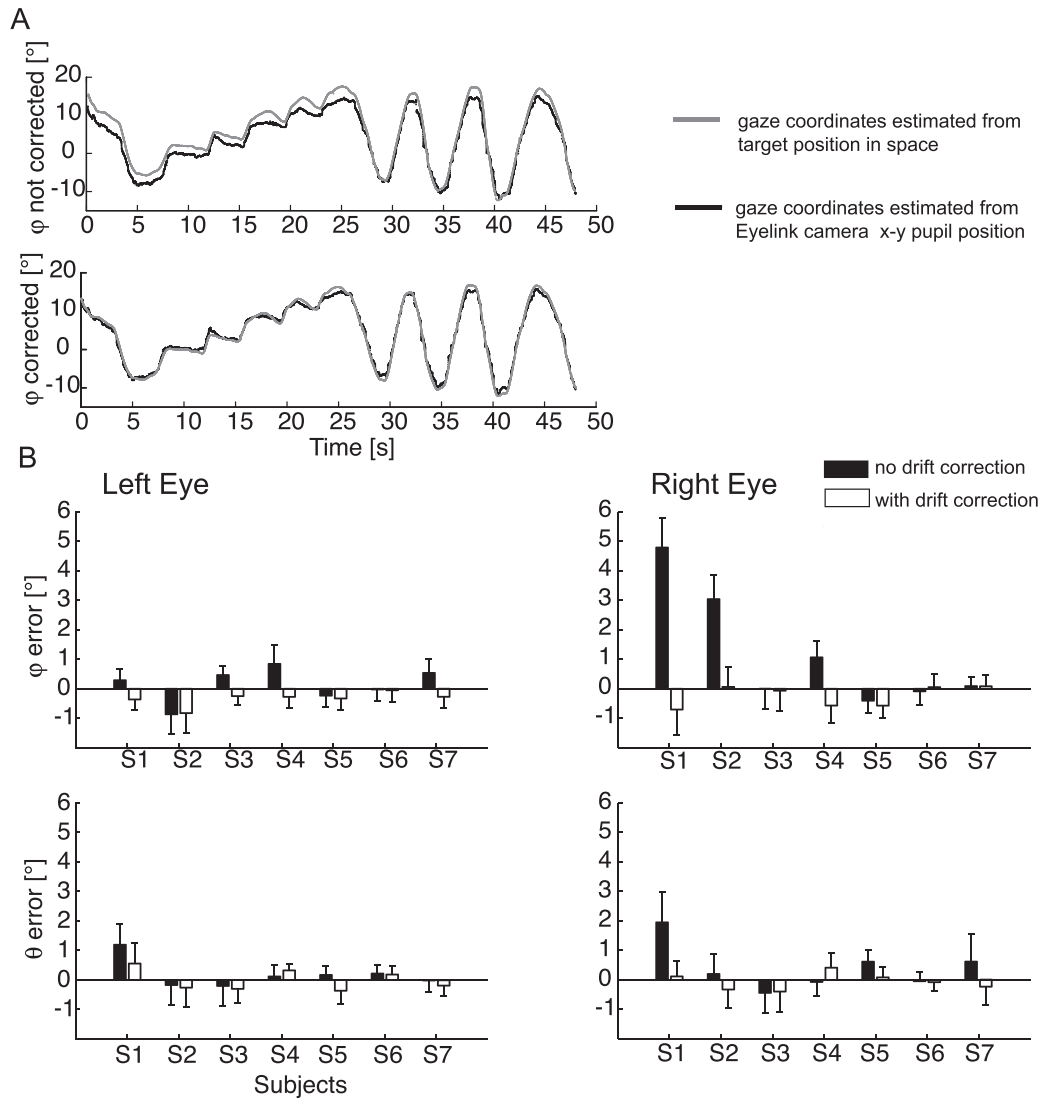 A
φ not corrected [°]
20
10
0
-10
0 5 10 15 20 25 30 35 40 45 50
gaze coordinates estimated from
target position in space
gaze coordinates estimated from
Eyelink camera x-y pupil position
φ corrected [°]
20
10
0
-10
0 5 10 15 20 25 30 35 40 45 50
Time [s]
B
no drift correction
with drift correction
Left Eye
φ error [°]
6
5
4
3
2
1
0
-1
S1 S2 S3 S4 S5 S6 S7
Right Eye
6
5
4
3
2
1
0
-1
S1 S2 S3 S4 S5 S6 S7
θ error [°]
6
5
4
3
2
1
0
-1
S1 S2 S3 S4 S5 S6 S7
Subjects
6
5
4
3
2
1
0
-1
S1 S2 S3 S4 S5 S6 S7